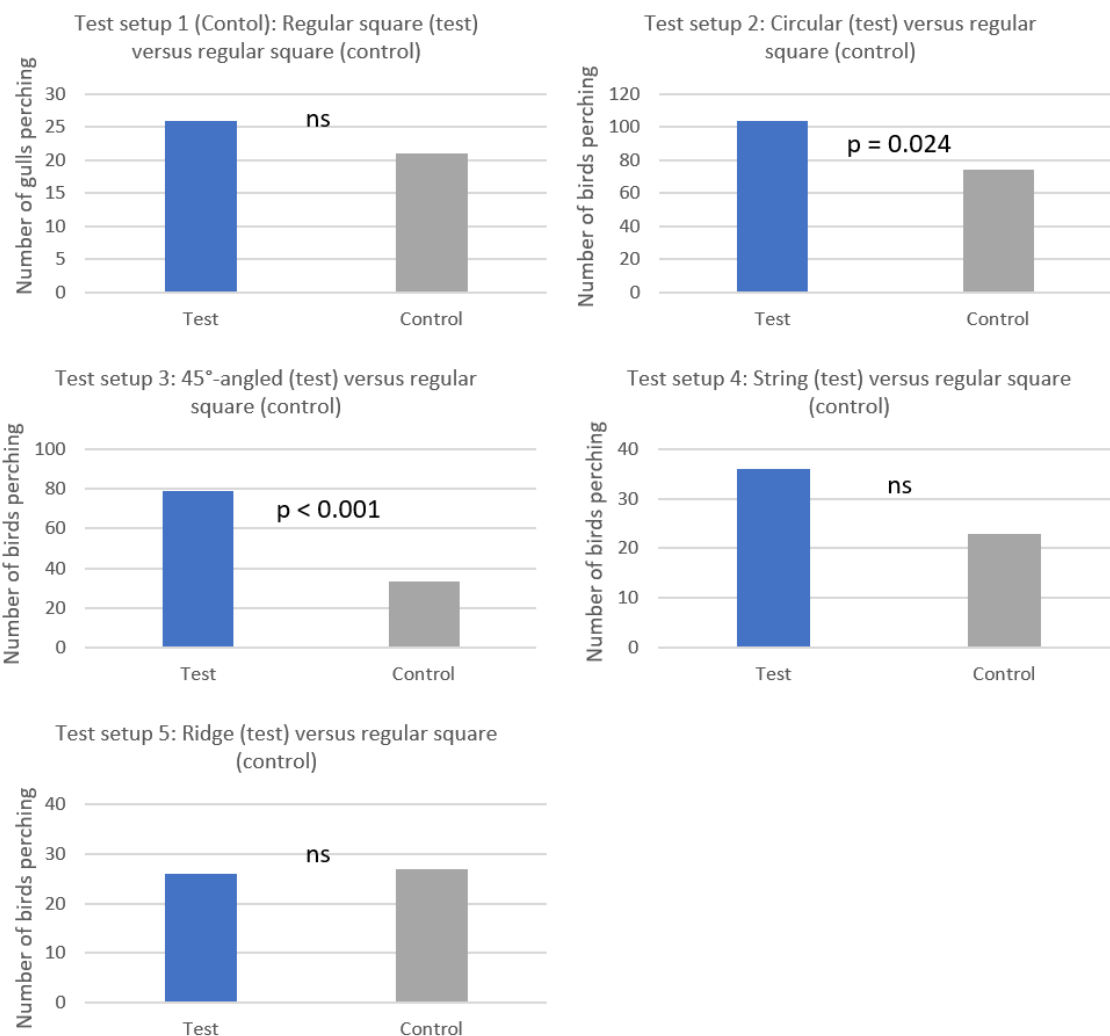 Test setup 1 (Contol): Regular square (test)
versus regular square (control)
Number of gulls perching
30
25
20
15
10
5
0
ns
Test
Control
Test setup 2: Circular (test) versus regular
square (control)
Number of birds perching
120
100
80
60
40
20
0
p = 0.024
Test
Control
Test setup 3: 45°-angled (test) versus regular
square (control)
Number of birds perching
100
80
60
40
20
0
p < 0.001
Test
Control
Test setup 4: String (test) versus regular square
(control)
Number of birds perching
40
30
20
10
0
ns
Test
Control
Test setup 5: Ridge (test) versus regular square
(control)
Number of birds perching
40
30
20
10
0
ns
Test
Control